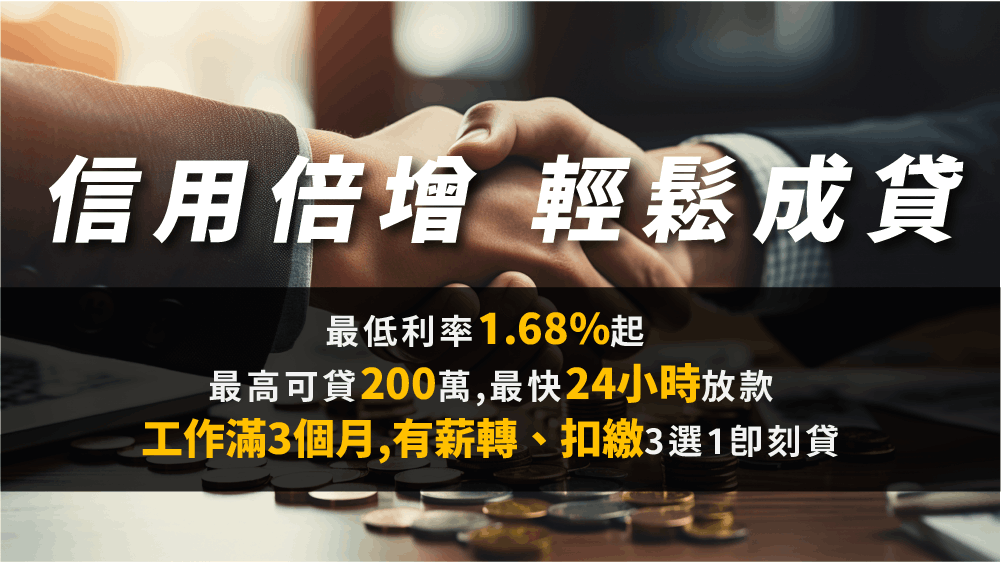 信用倍增 輕鬆成貸
最低利率1.68%起
最高可貸200萬,最快24小時放款
工作滿3個月,有薪轉、扣繳3選1即刻貸